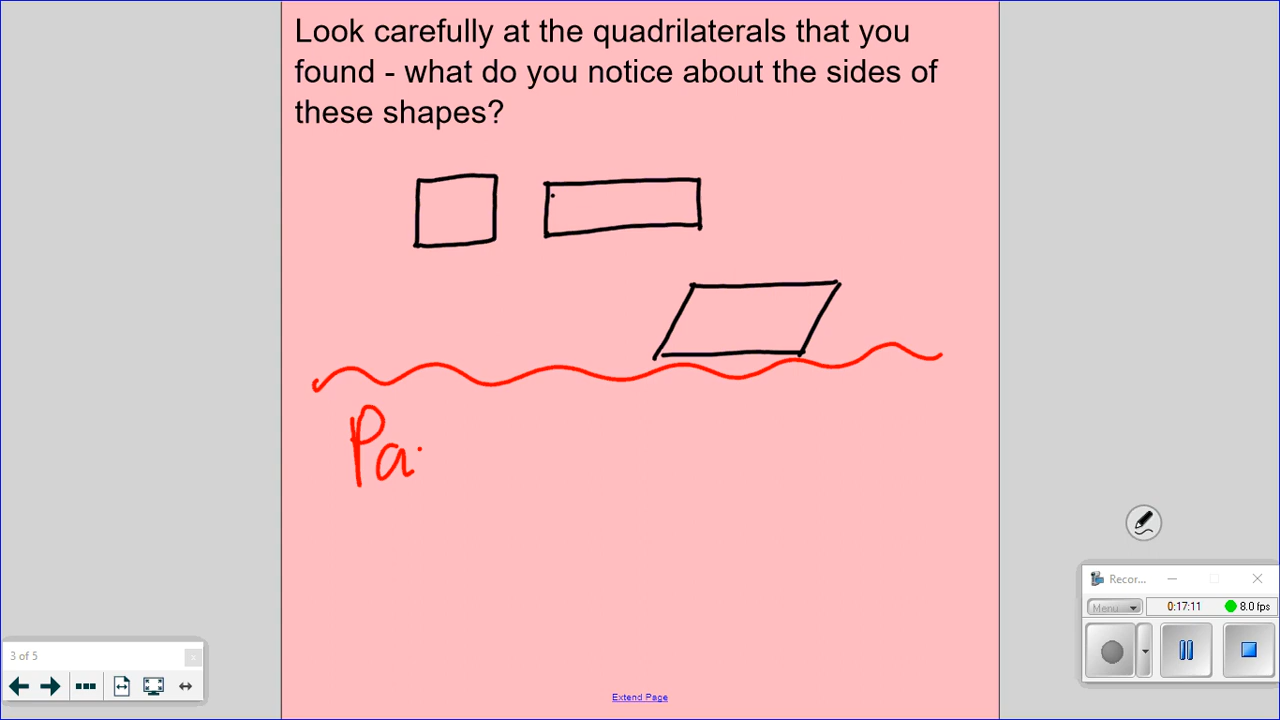 Look carefully at the quadrilaterals that you
found - what do you notice about the sides of
these shapes?
Pa
Recor...
Menu
0:17:11
8.0 fps
3 of 5
Extend Page